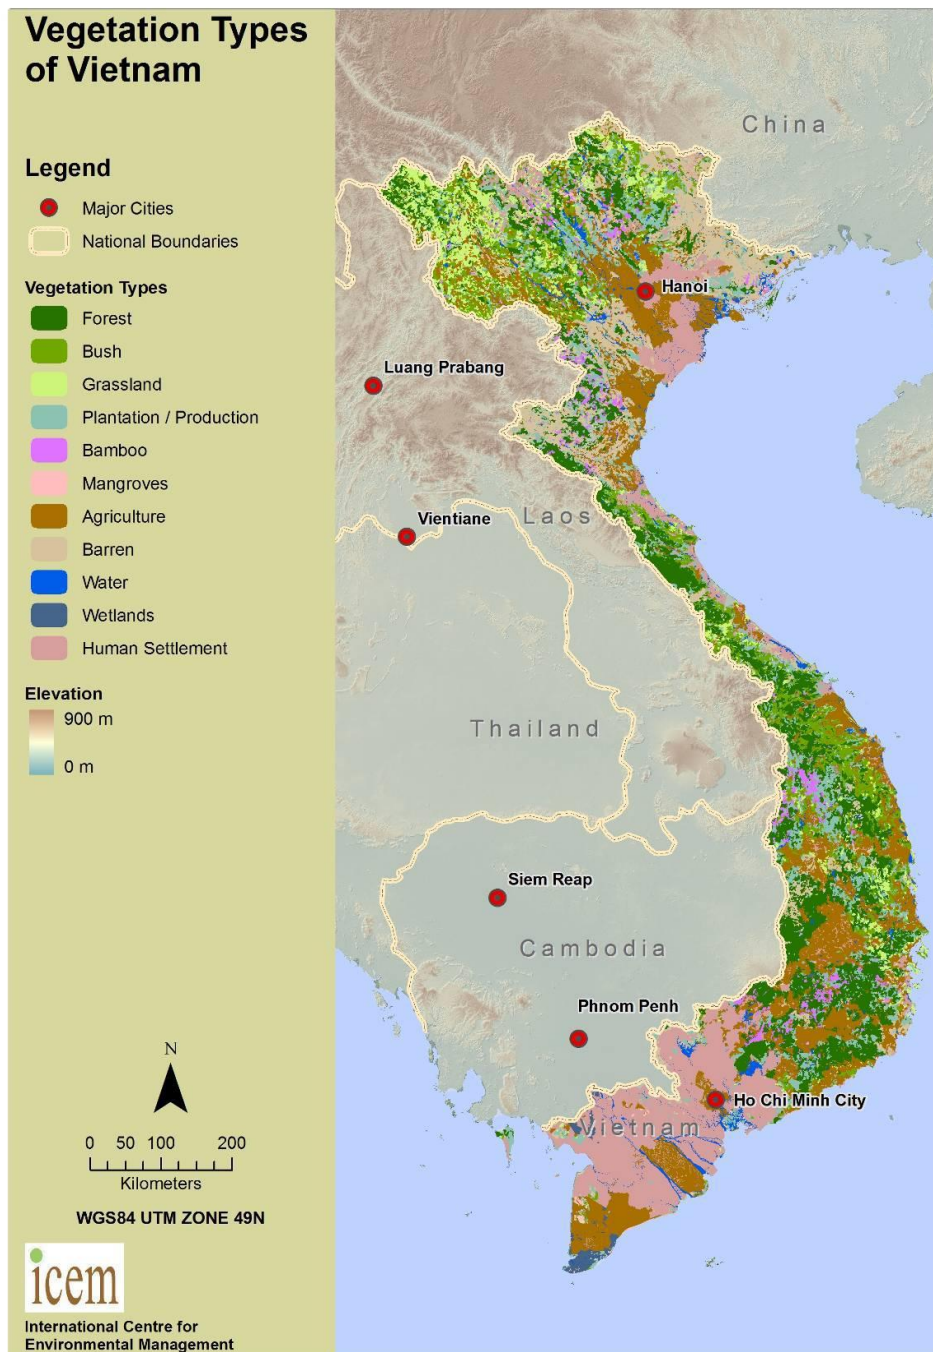 Vegetation Types
of Vietnam
Legend
Major Cities
National Boundaries
Vegetation Types
Forest
Bush
Grassland
Plantation / Production
Bamboo
Mangroves
Agriculture
Barren
Water
Wetlands
Human Settlement
Elevation
900 m
0 m
N
0 50 100 200
Kilometers
WGS84 UTM ZONE 49N
icem
International Centre for
Environmental Management
China
Hanoi
Luang Prabang
Vientiane
Laos
Thailand
Siem Reap
Cambodia
Phnom Penh
Ho Chi Minh City
Vietnam